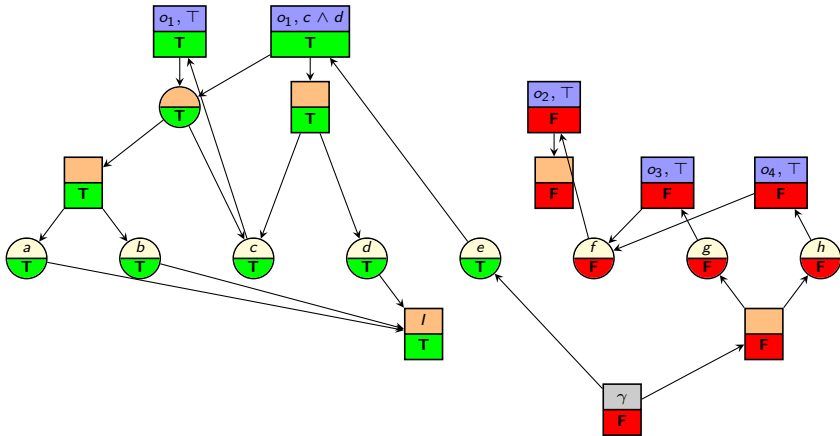 o₁, ⊤
T
o₁, c ∧ d
T
T
T
o₂, ⊤
F
T
F
o₃, ⊤
F
o₄, ⊤
F
a
T
b
T
c
T
d
T
e
T
f
F
g
F
h
F
I
T
F
γ
F